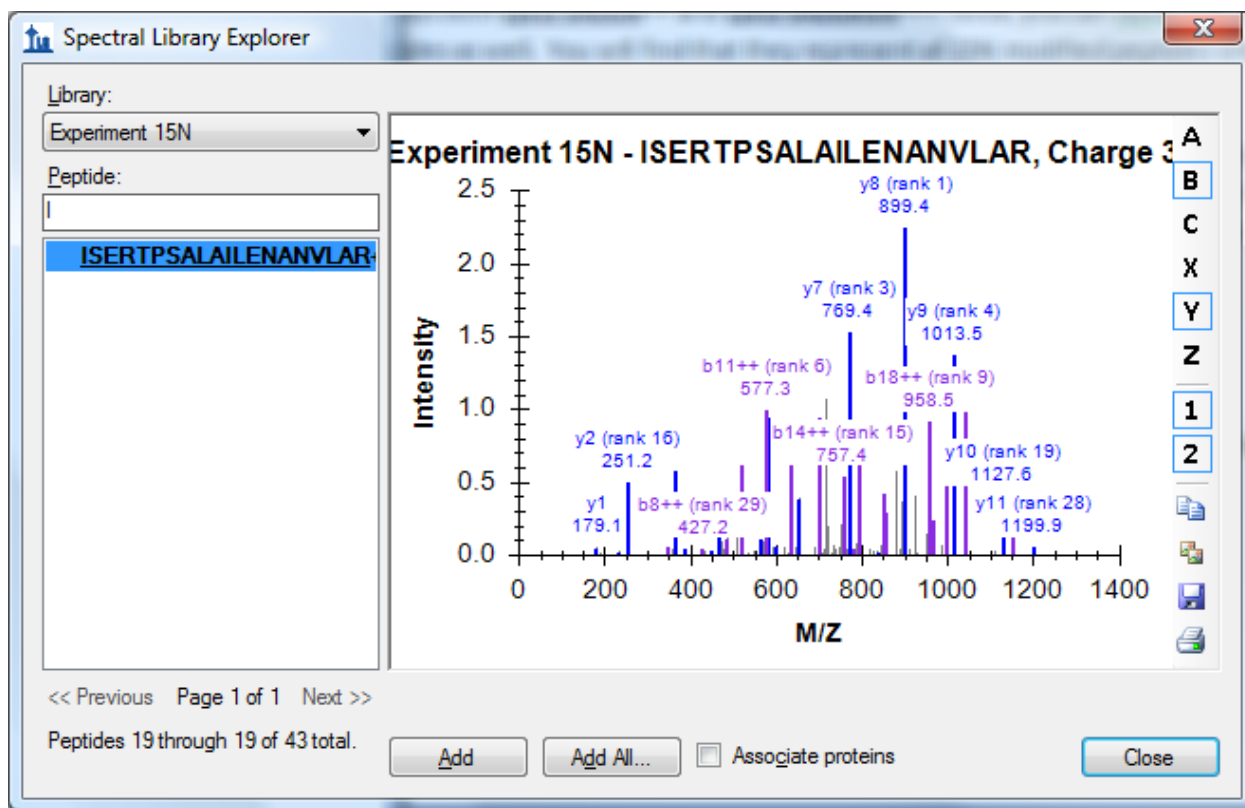 Spectral Library Explorer
Library:
Experiment 15N
Peptide:
I
ISERTPSALAILENANVLAR
<< Previous Page 1 of 1 Next >>
Peptides 19 through 19 of 43 total.
Experiment 15N - ISERTPSALAILENANVLAR, Charge 3
Intensity
2.5
2.0
1.5
1.0
0.5
0.0
y8 (rank 1)
899.4
y7 (rank 3)
769.4
y9 (rank 4)
1013.5
b11++ (rank 6)
577.3
b18++ (rank 9)
958.5
y2 (rank 16)
251.2
b14++ (rank 15)
757.4
y10 (rank 19)
1127.6
y1
179.1
b8++ (rank 29)
427.2
y11 (rank 28)
1199.9
0 200 400 600 800 1000 1200 1400
M/Z
A
B
C
X
Y
Z
1
2
Add
Add All...
Associate proteins
Close